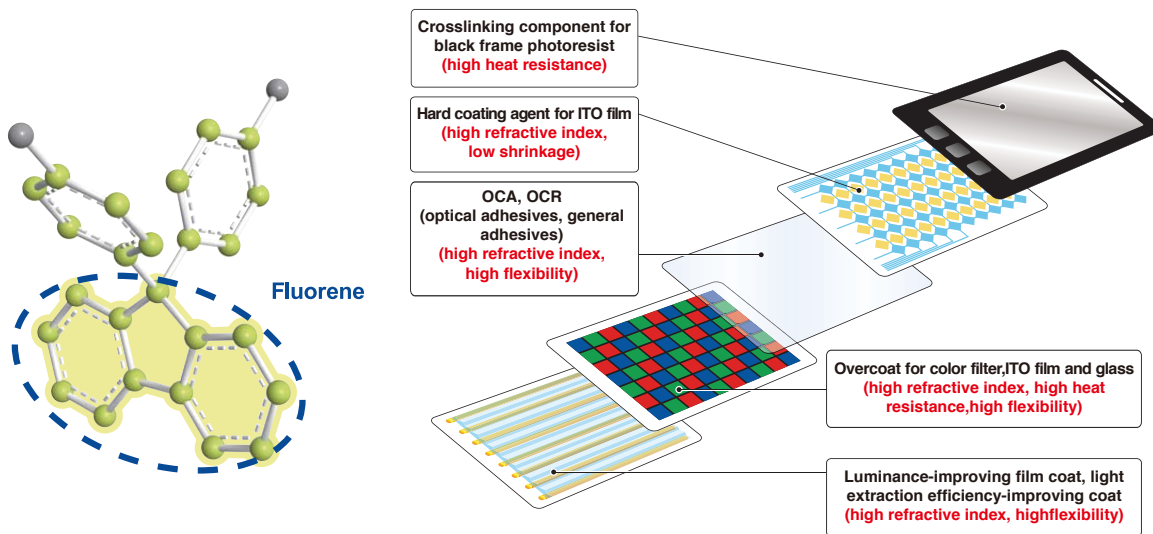 Fluorene
Crosslinking component for
black frame photoresist
(high heat resistance)
Hard coating agent for ITO film
(high refractive index,
low shrinkage)
OCA, OCR
(optical adhesives, general
adhesives)
(high refractive index,
high flexibility)
Overcoat for color filter,ITO film and glass
(high refractive index, high heat
resistance,high flexibility)
Luminance-improving film coat, light
extraction efficiency-improving coat
(high refractive index, highflexibility)